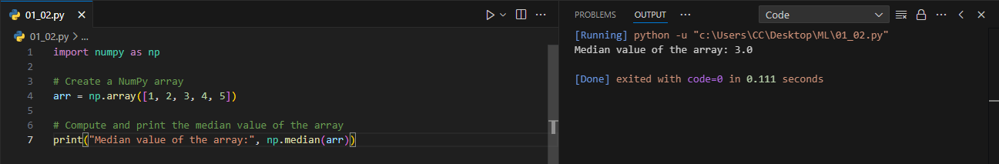 01_02.py
01_02.py > ...
1 import numpy as np
2
3 # Create a NumPy array
4 arr = np.array([1, 2, 3, 4, 5])
5
6 # Compute and print the median value of the array
7 print("Median value of the array:", np.median(arr))
PROBLEMS OUTPUT ... Code
[Running] python -u "c:\Users\CC\Desktop\ML\01_02.py"
Median value of the array: 3.0
[Done] exited with code=0 in 0.111 seconds